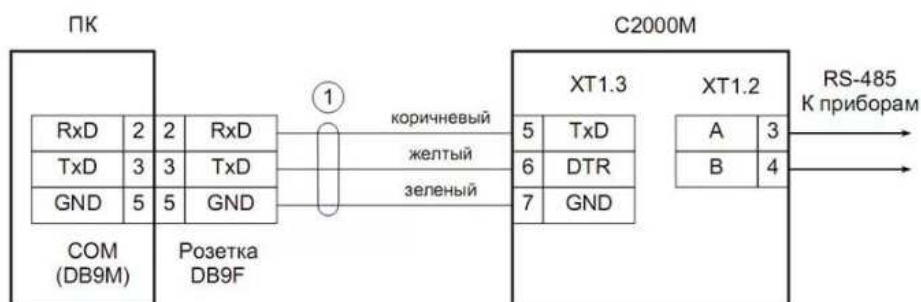 ПК
С2000М
XT1.3
XT1.2
RS-485
К приборам
1
RxD 2 2 RxD
коричневый
5 TxD
A 3
TxD 3 3 TxD
желтый
6 DTR
B 4
GND 5 5 GND
зеленый
7 GND
COM
(DB9M)
Розетка
DB9F